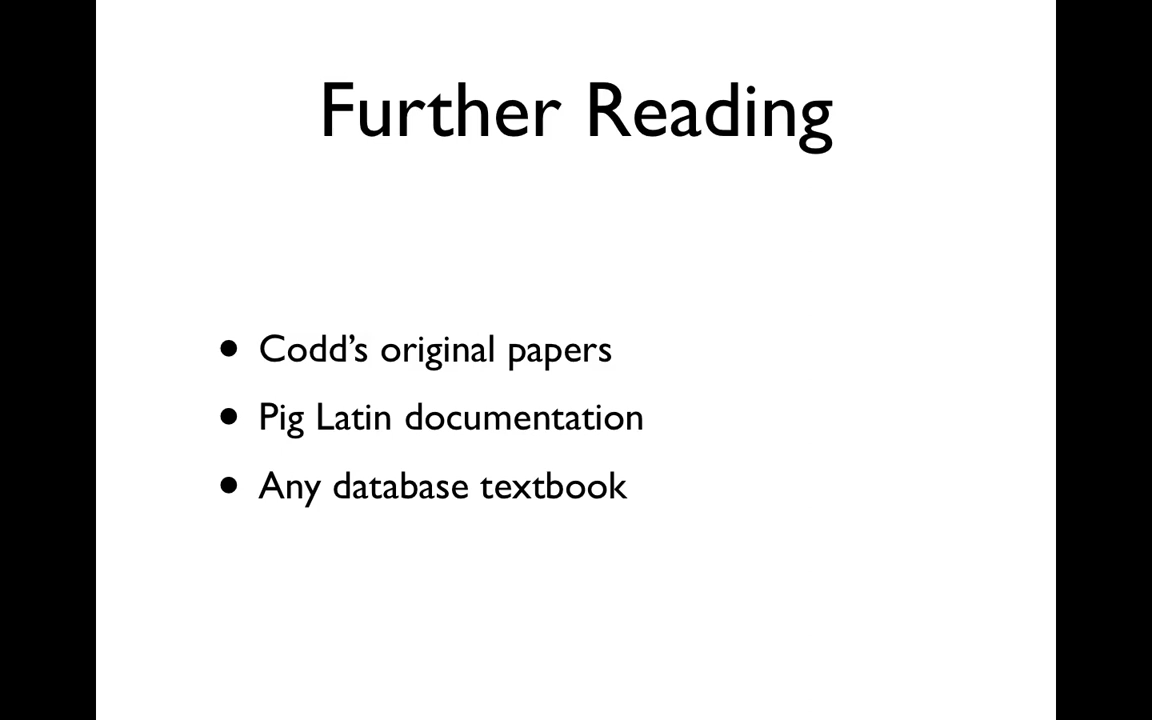 Further Reading
• Codd’s original papers
• Pig Latin documentation
• Any database textbook